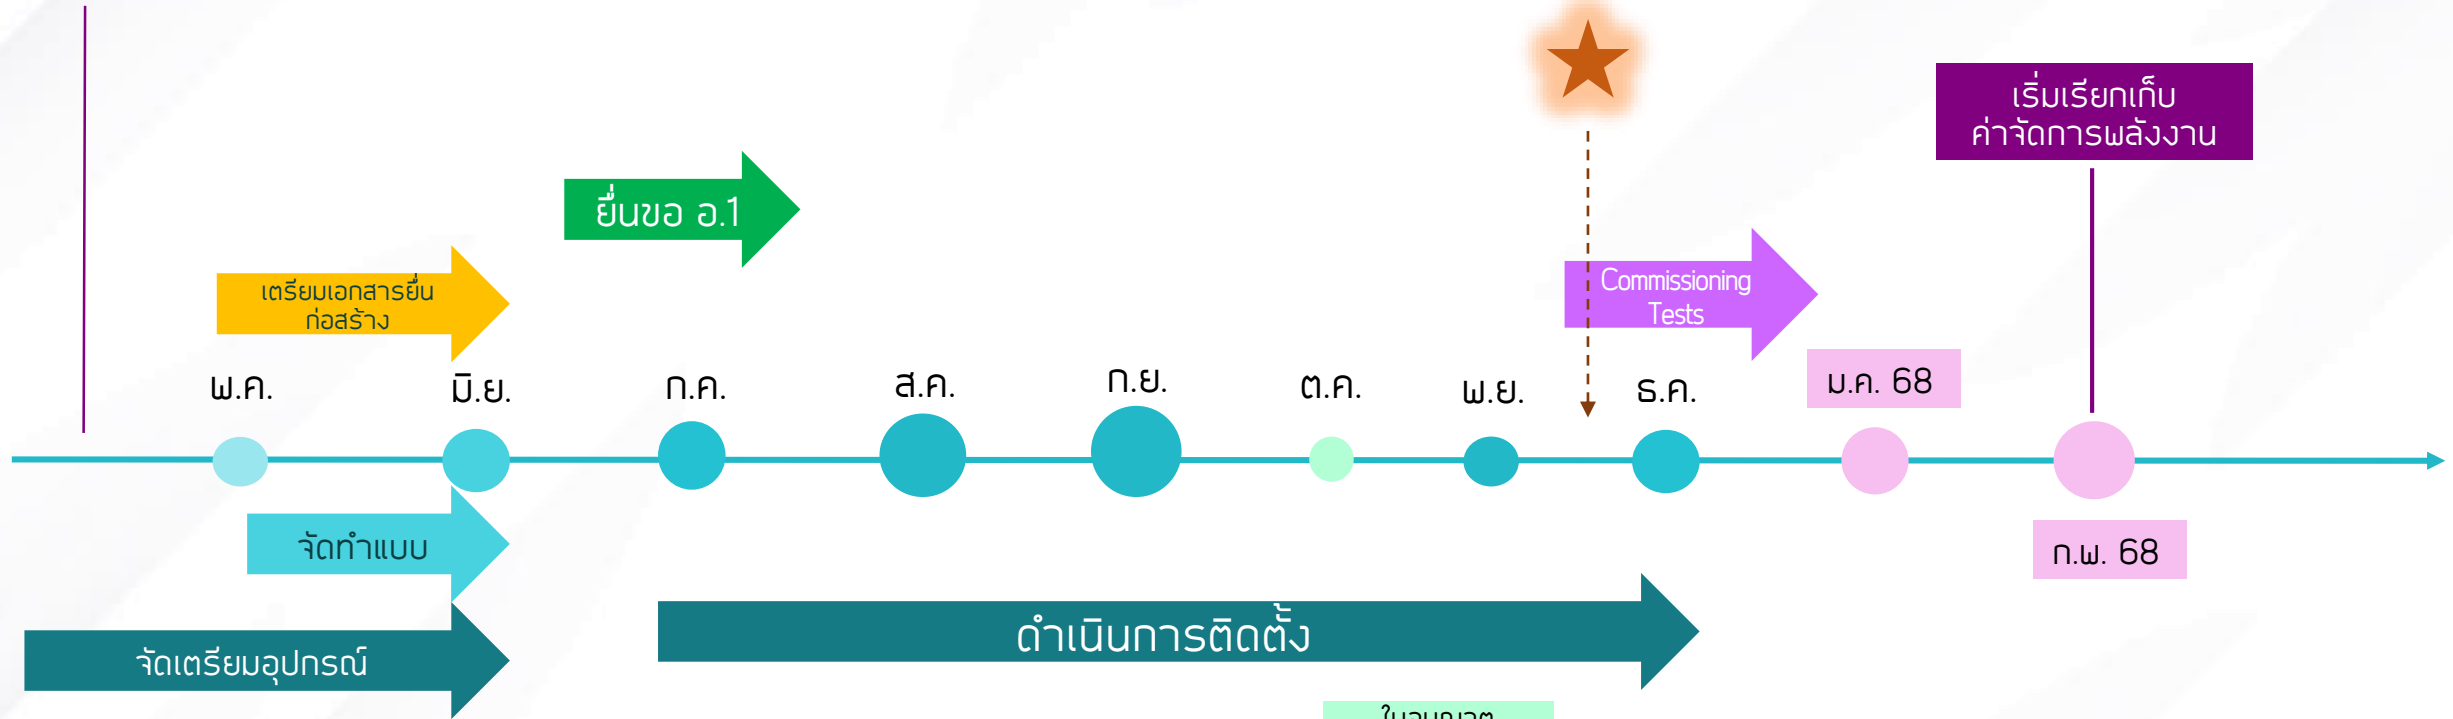 เริ่มเรียกเก็บ
ค่าจัดการพลังงาน
ยื่นขอ อ.1
เตรียมเอกสารยื่น
ก่อสร้าง
Commissioning
Tests
พ.ค.
มิ.ย.
ก.ค.
ส.ค.
ก.ย.
ต.ค.
พ.ย.
ธ.ค.
ม.ค. 68
จัดทำแบบ
ก.พ. 68
ดำเนินการติดตั้ง
จัดเตรียมอุปกรณ์